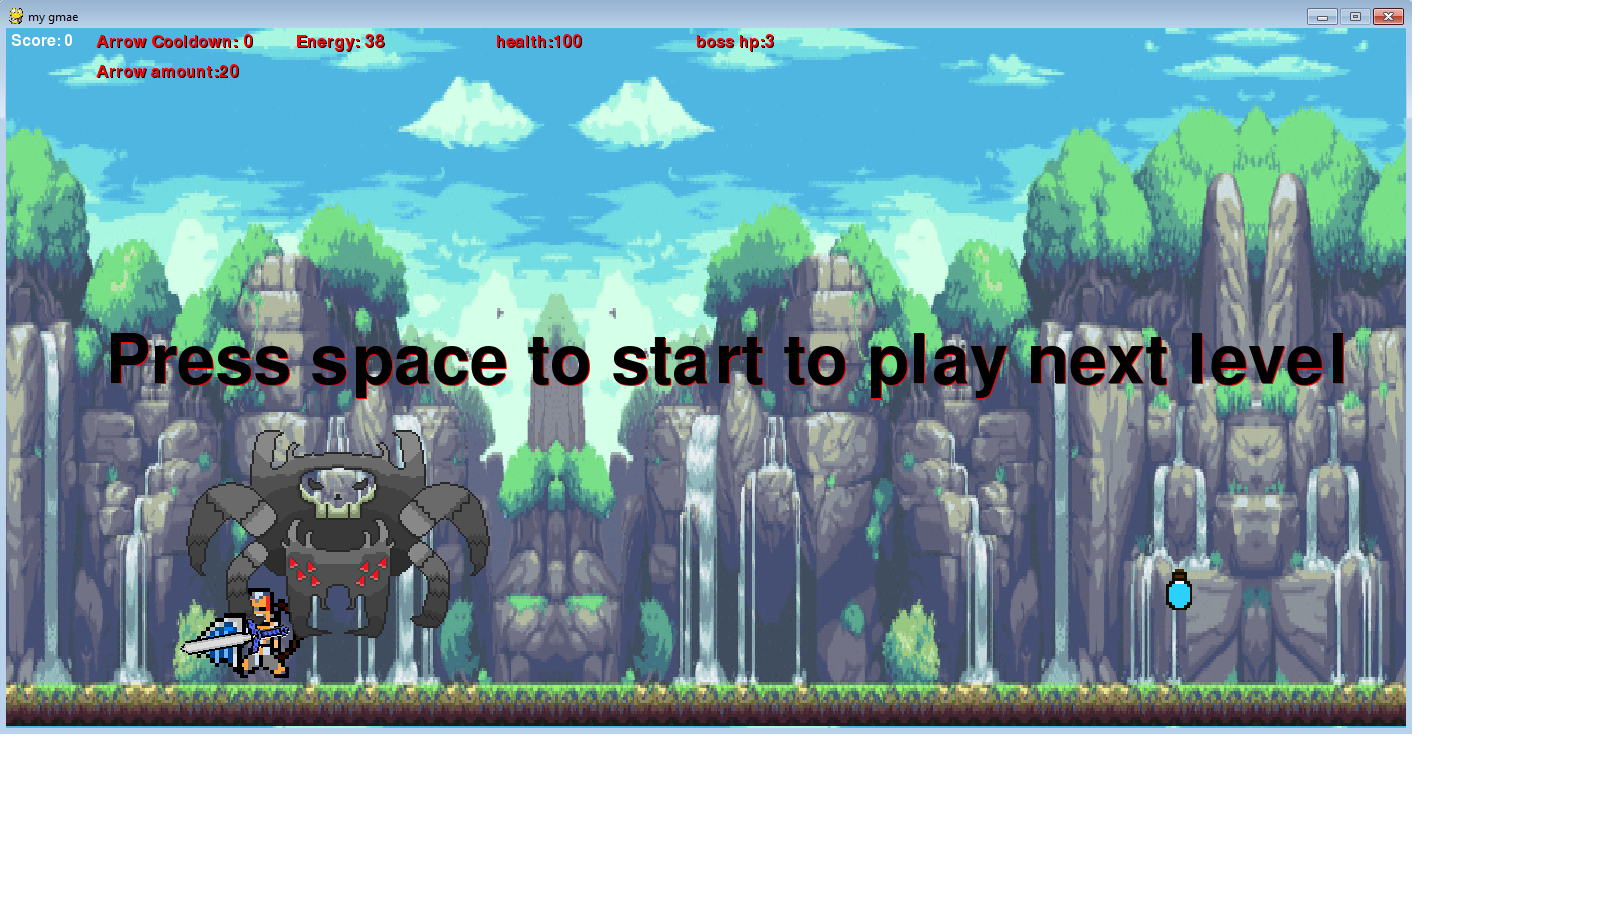 my gmae
Score: 0 Arrow Cooldown: 0 Energy: 38 health:100 boss hp:3
Arrow amount:20
Press space to start to play next level